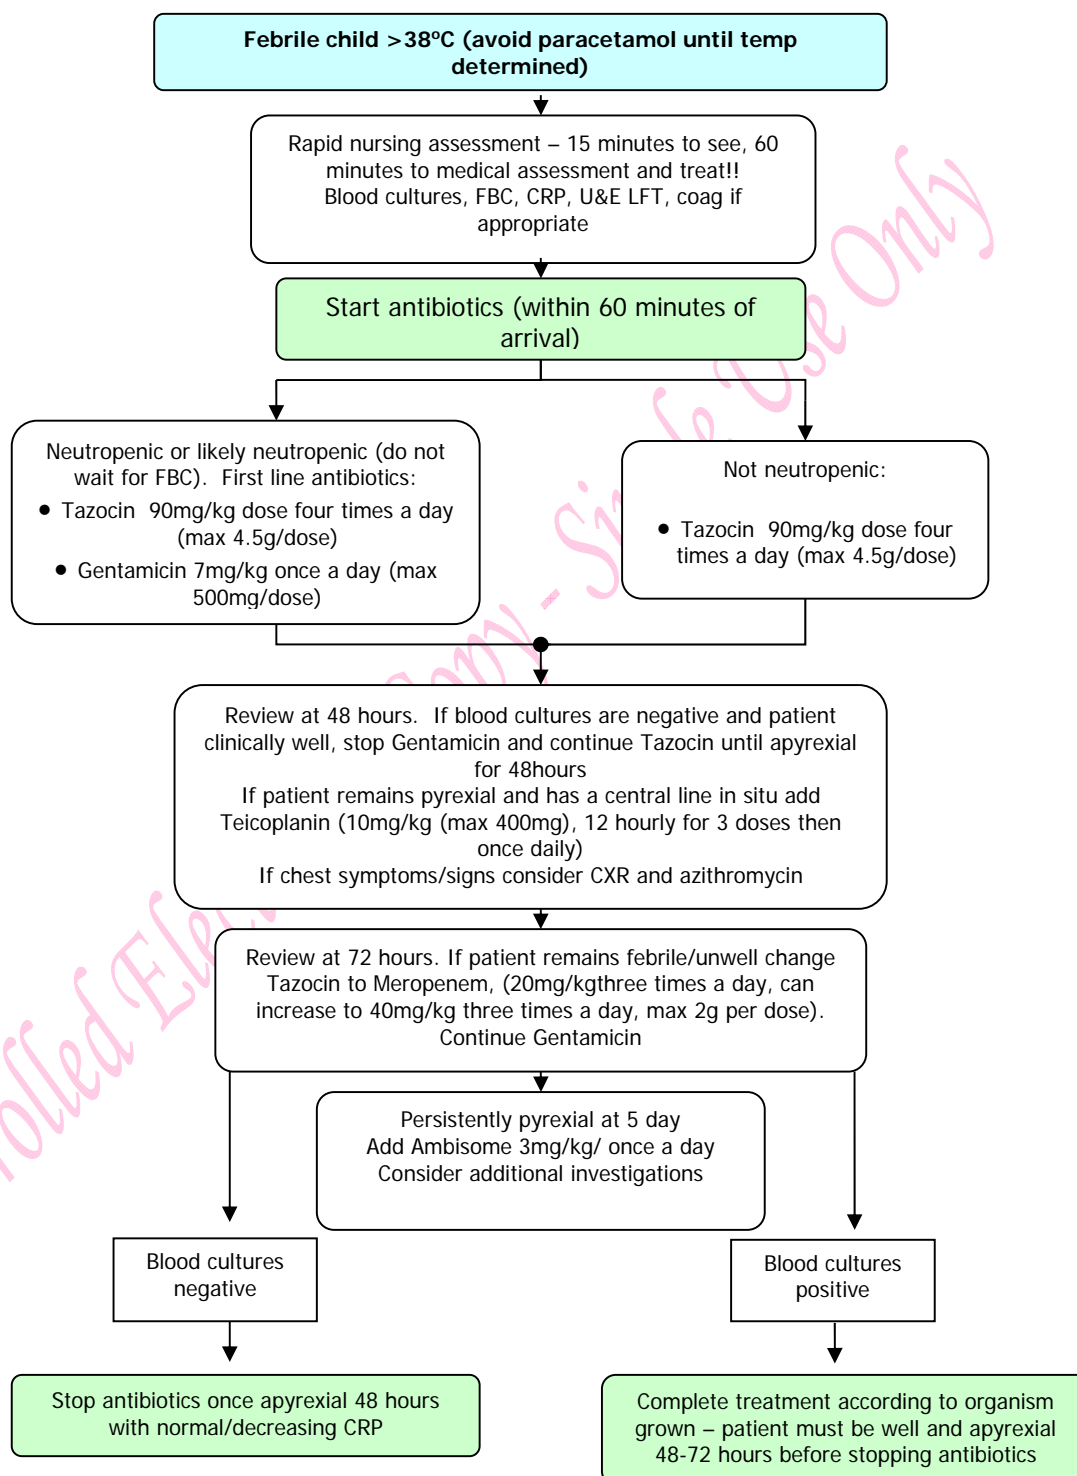 Febrile child >38ºC (avoid paracetamol until temp
determined)
Rapid nursing assessment – 15 minutes to see, 60
minutes to medical assessment and treat!!
Blood cultures, FBC, CRP, U&E LFT, coag if
appropriate
Start antibiotics (within 60 minutes of
arrival)
Neutropenic or likely neutropenic (do not
wait for FBC).  First line antibiotics:
• Tazocin  90mg/kg dose four times a day
(max 4.5g/dose)
• Gentamicin 7mg/kg once a day (max
500mg/dose)
Not neutropenic:
• Tazocin  90mg/kg dose four
times a day (max 4.5g/dose)
Review at 48 hours.  If blood cultures are negative and patient
clinically well, stop Gentamicin and continue Tazocin until apyrexial
for 48hours
If patient remains pyrexial and has a central line in situ add
Teicoplanin (10mg/kg (max 400mg), 12 hourly for 3 doses then
once daily)
If chest symptoms/signs consider CXR and azithromycin
Review at 72 hours. If patient remains febrile/unwell change
Tazocin to Meropenem, (20mg/kgthree times a day, can
increase to 40mg/kg three times a day, max 2g per dose).
Continue Gentamicin
Persistently pyrexial at 5 day
Add Ambisome 3mg/kg/ once a day
Consider additional investigations
Blood cultures
negative
Blood cultures
positive
Stop antibiotics once apyrexial 48 hours
with normal/decreasing CRP
Complete treatment according to organism
grown – patient must be well and apyrexial
48-72 hours before stopping antibiotics
Copy - Single Use Only